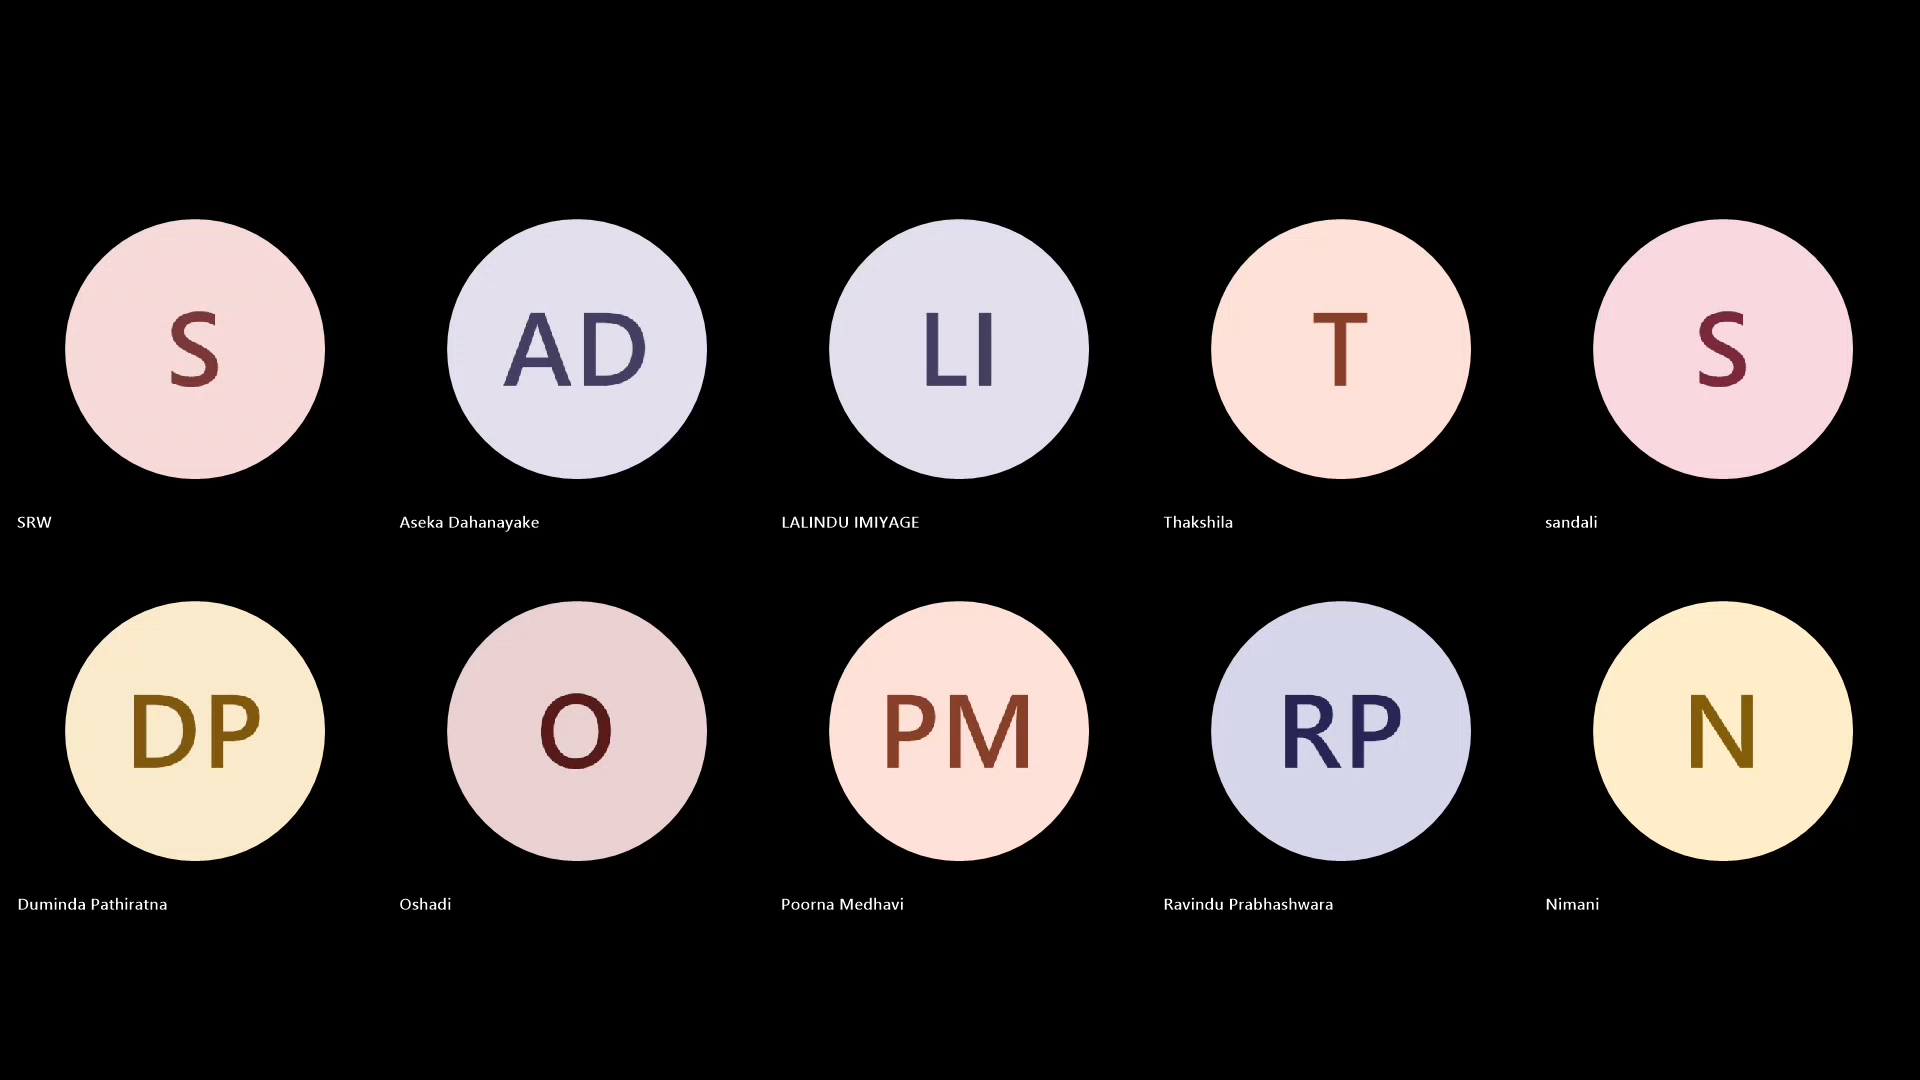 S
AD
LI
T
S
SRW
Aseka Dahanayake
LALINDU IMIYAGE
Thakshila
sandali
DP
O
PM
RP
N
Duminda Pathiratna
Oshadi
Poorna Medhavi
Ravindu Prabhashwara
Nimani